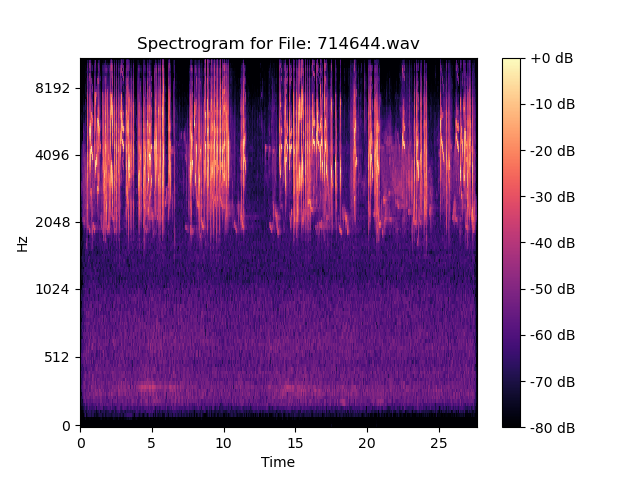 Spectrogram for File: 714644.wav
8192
4096
2048
1024
512
0
Hz
0 5 10 15 20 25
Time
+0 dB
-10 dB
-20 dB
-30 dB
-40 dB
-50 dB
-60 dB
-70 dB
-80 dB